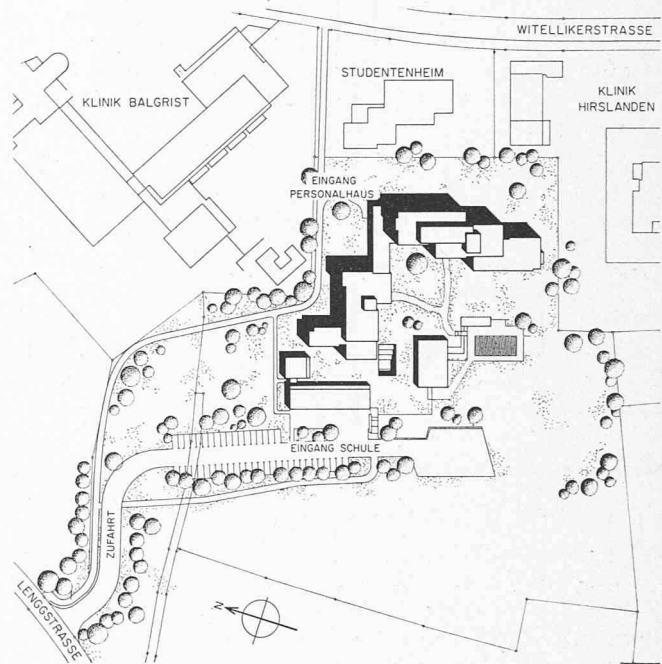 WITELLIKERSTRASSE
STUDENTENHEIM
KLINIK BALGRIST
KLINIK
HIRSLANDEN
EINGANG
PERSONALHAUS
EINGANG SCHULE
ZUFAHRT
LENGGSTRASSE
N